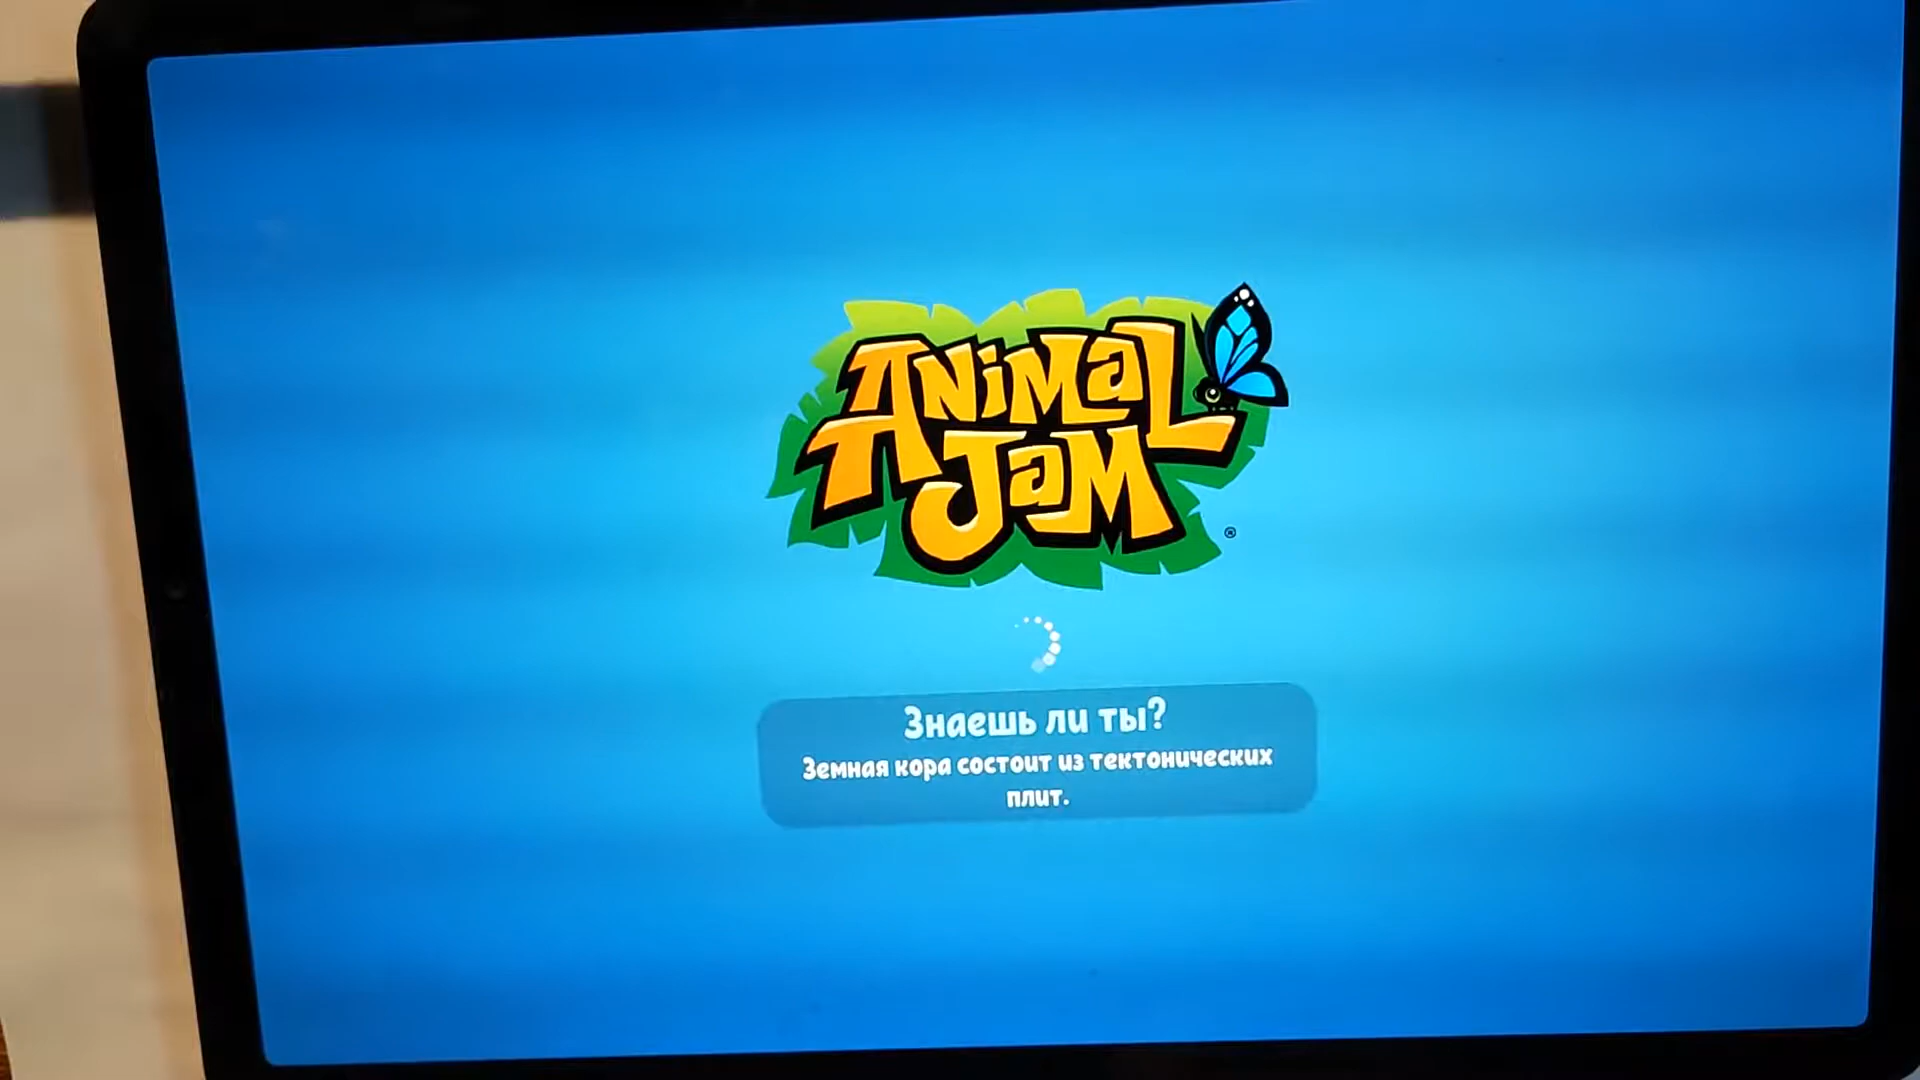 ANIMAL
JAM
®
Знаешь ли ты?
Земная кора состоит из тектонических
плит.